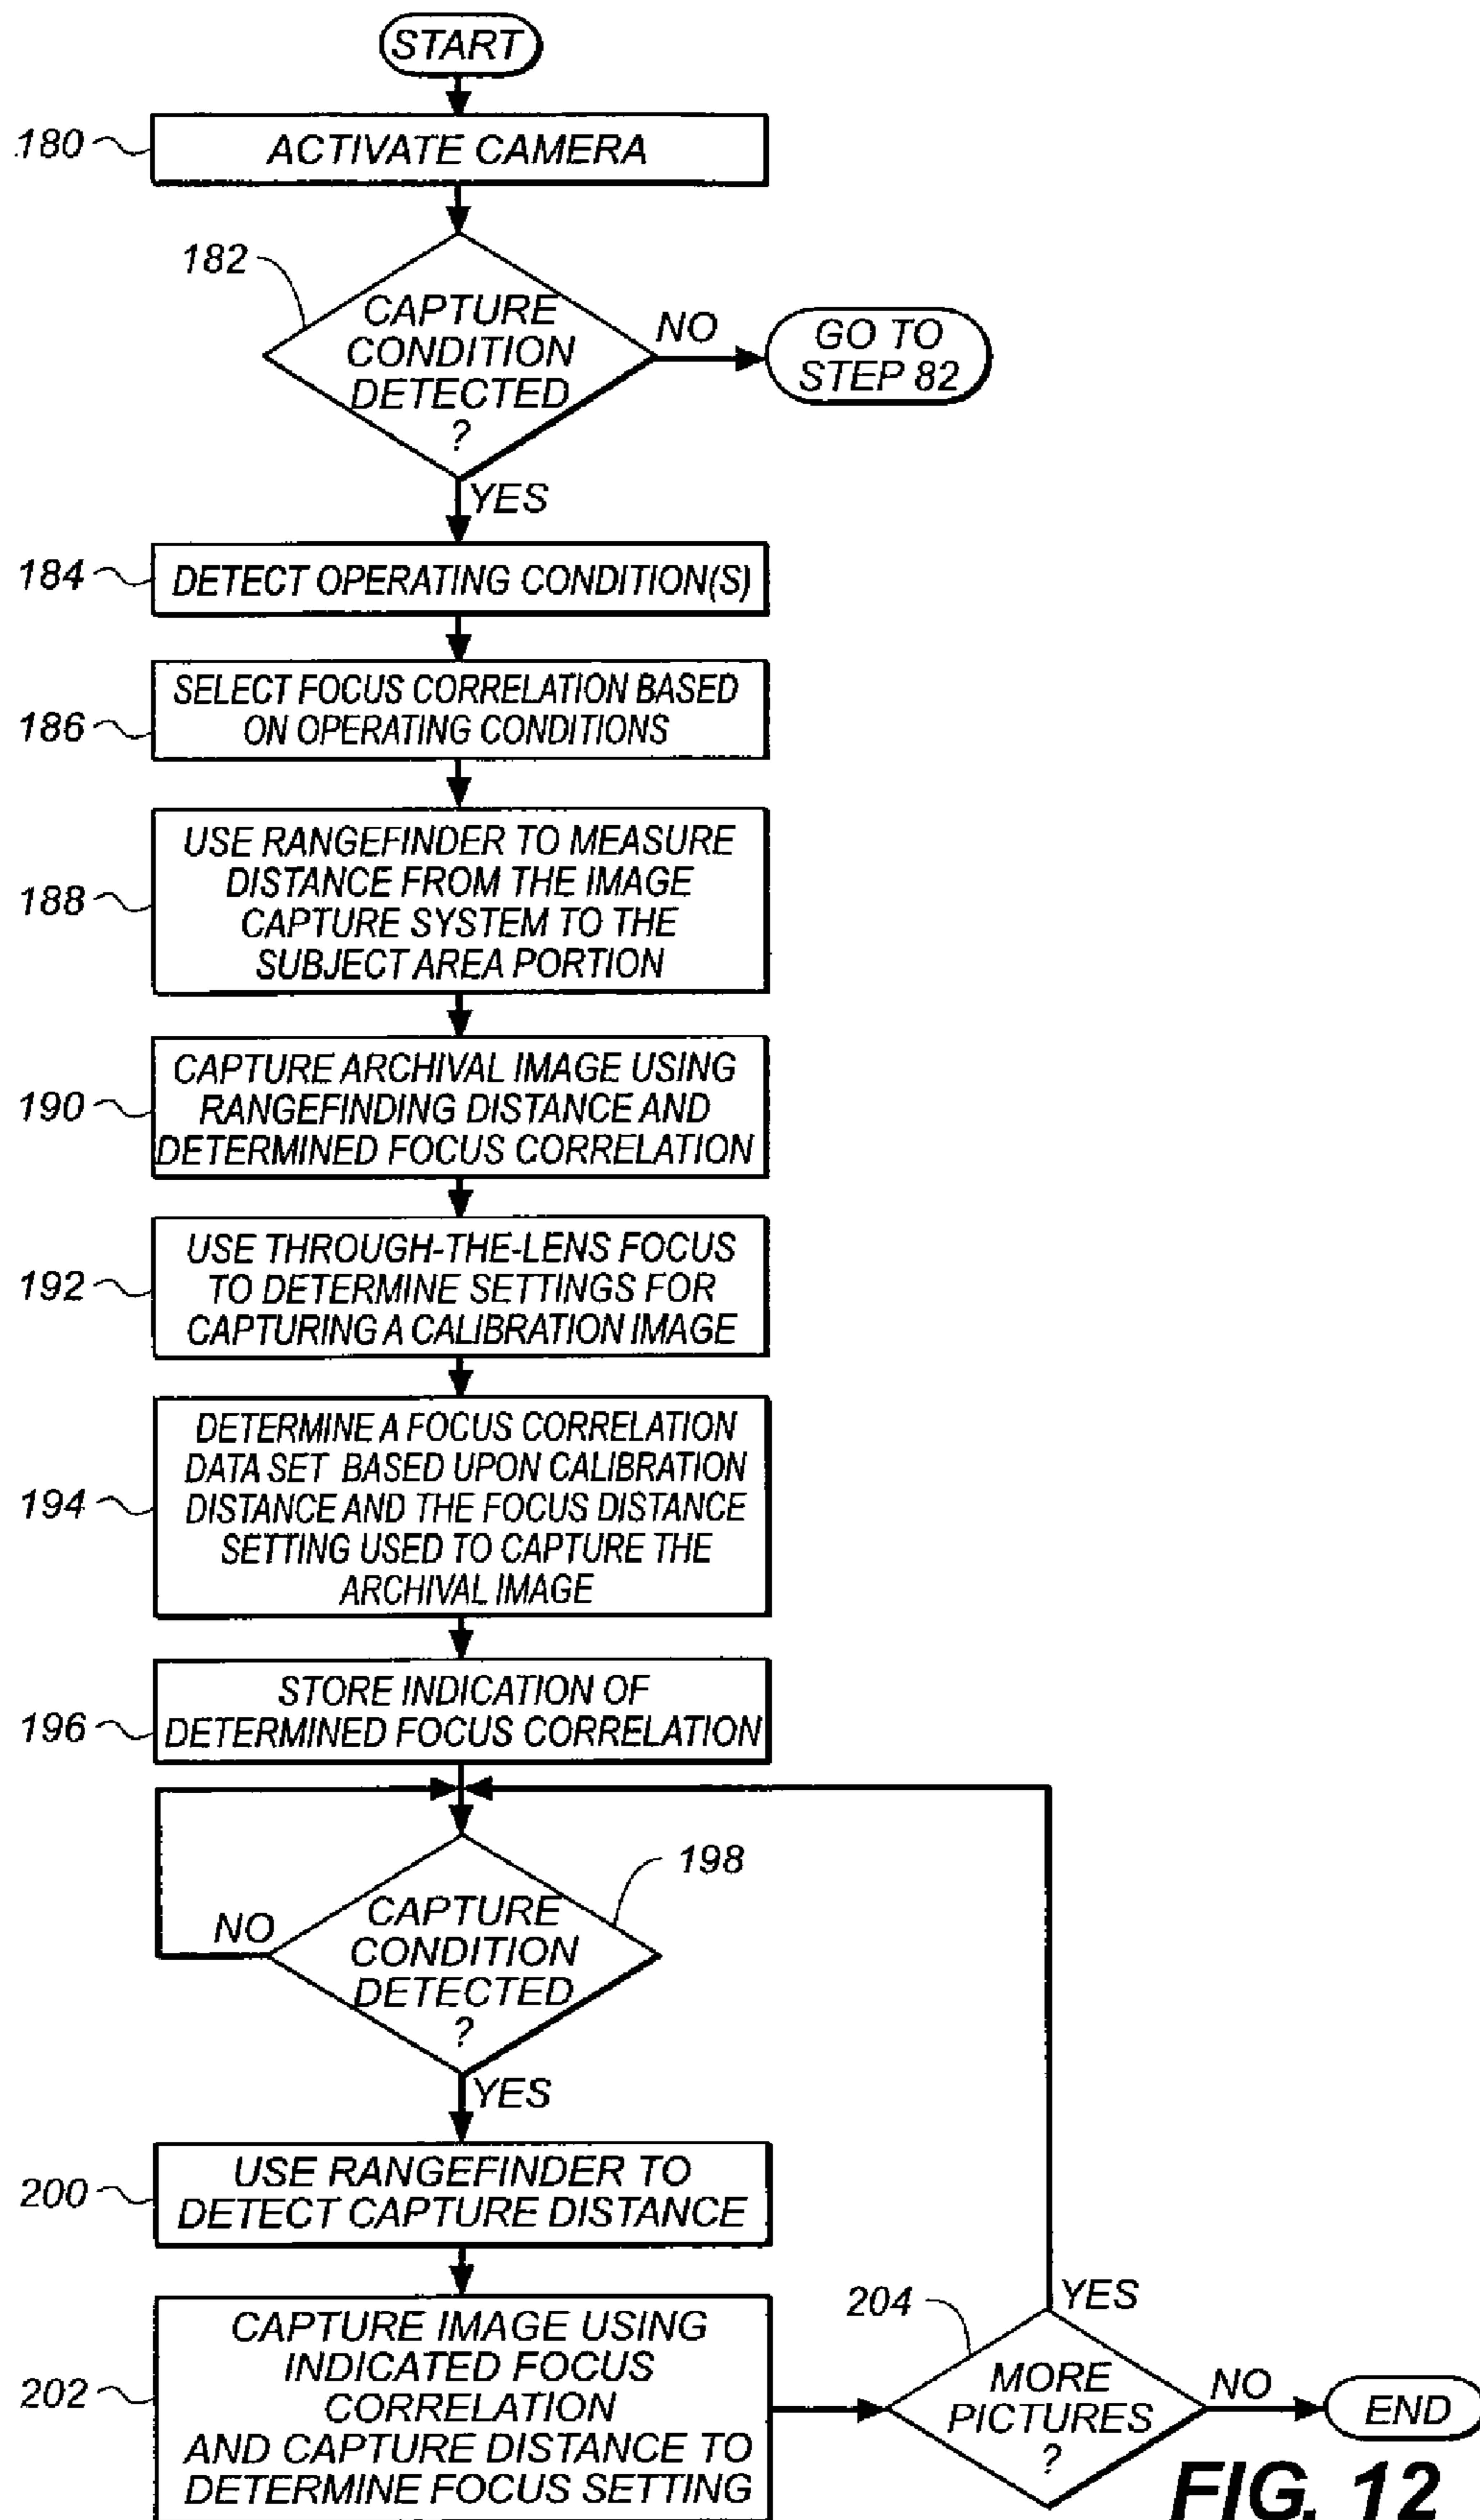 START
180
ACTIVATE CAMERA
182
CAPTURE
CONDITION
DETECTED
?
NO
GO TO
STEP 82
YES
184
DETECT OPERATING CONDITION(S)
186
SELECT FOCUS CORRELATION BASED
ON OPERATING CONDITIONS
188
USE RANGEFINDER TO MEASURE
DISTANCE FROM THE IMAGE
CAPTURE SYSTEM TO THE
SUBJECT AREA PORTION
190
CAPTURE ARCHIVAL IMAGE USING
RANGEFINDING DISTANCE AND
DETERMINED FOCUS CORRELATION
192
USE THROUGH-THE-LENS FOCUS
TO DETERMINE SETTINGS FOR
CAPTURING A CALIBRATION IMAGE
194
DETERMINE A FOCUS CORRELATION
DATA SET BASED UPON CALIBRATION
DISTANCE AND THE FOCUS DISTANCE
SETTING USED TO CAPTURE THE
ARCHIVAL IMAGE
196
STORE INDICATION OF
DETERMINED FOCUS CORRELATION
198
NO
CAPTURE
CONDITION
DETECTED
?
YES
200
USE RANGEFINDER TO
DETECT CAPTURE DISTANCE
202
CAPTURE IMAGE USING
INDICATED FOCUS
CORRELATION
AND CAPTURE DISTANCE TO
DETERMINE FOCUS SETTING
204
YES
MORE
PICTURES
?
NO
END
FIG. 12